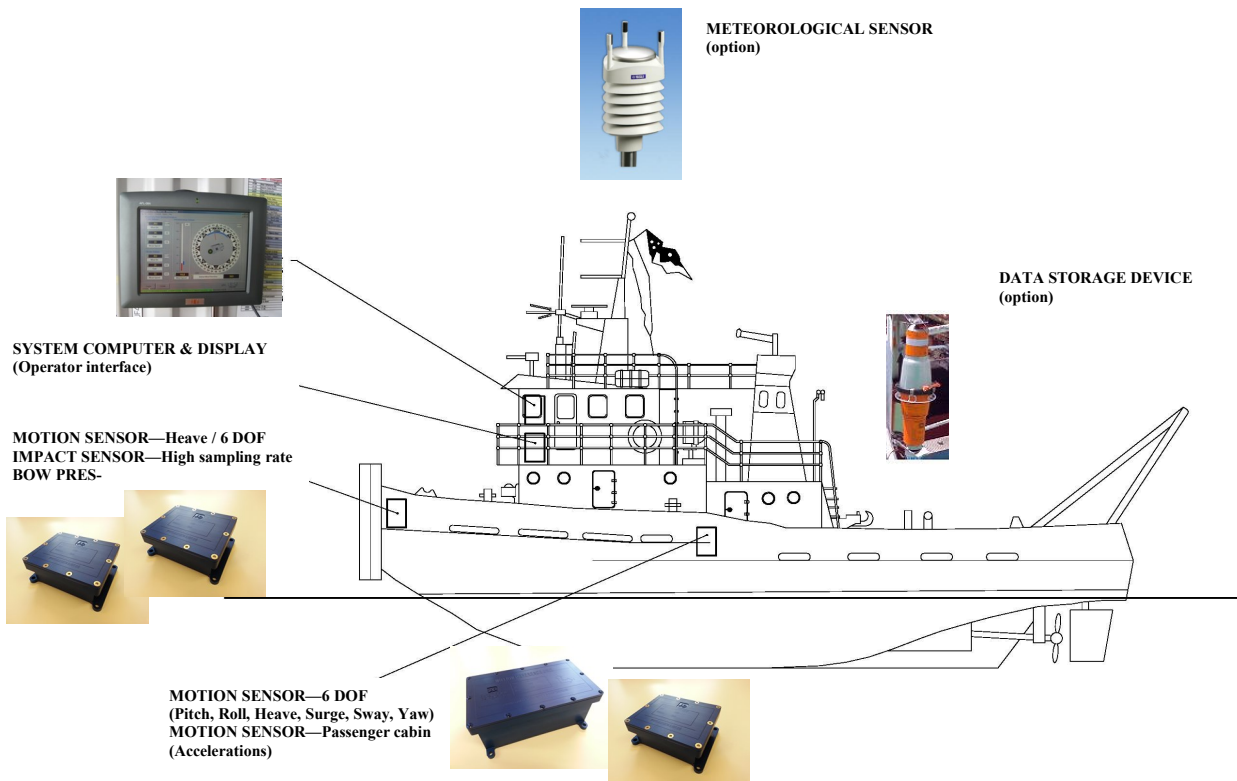 METEOROLOGICAL SENSOR
(option)
DATA STORAGE DEVICE
(option)
SYSTEM COMPUTER & DISPLAY
(Operator interface)
MOTION SENSOR—Heave / 6 DOF
IMPACT SENSOR—High sampling rate
BOW PRES-
MOTION SENSOR—6 DOF
(Pitch, Roll, Heave, Surge, Sway, Yaw)
MOTION SENSOR—Passenger cabin
(Accelerations)